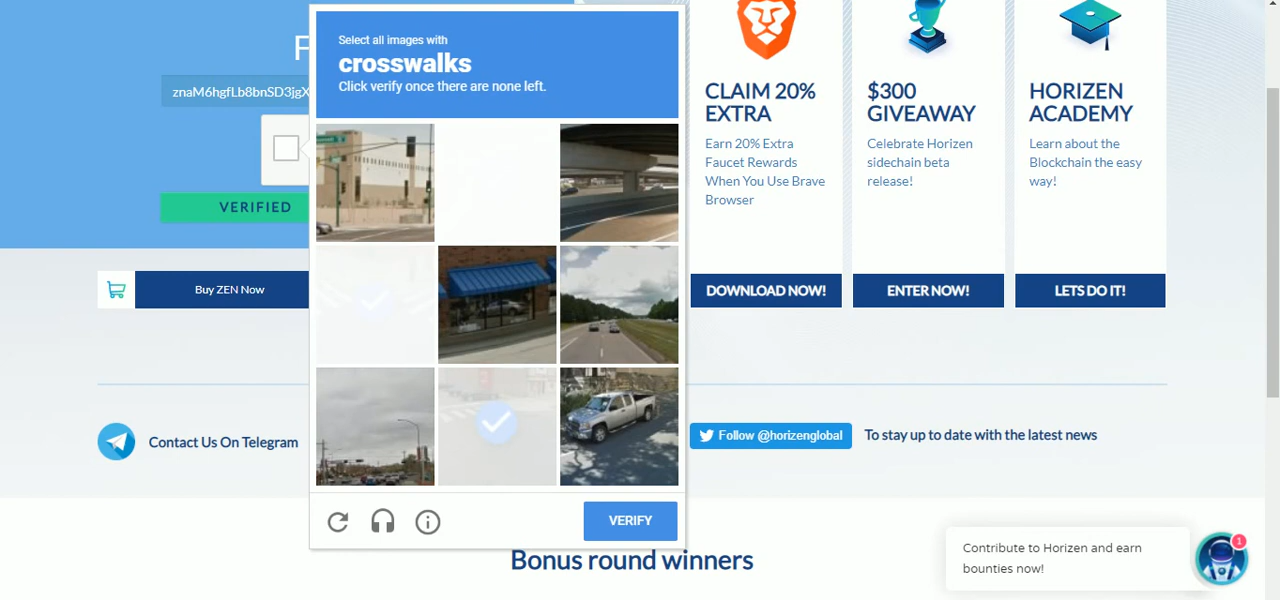 F
znaM6hgfLb8bnSD3jgX
VERIFIED
Buy ZEN Now
Select all images with
crosswalks
Click verify once there are none left.
VERIFY
CLAIM 20%
EXTRA
Earn 20% Extra
Faucet Rewards
When You Use Brave
Browser
DOWNLOAD NOW!
$300
GIVEAWAY
Celebrate Horizen
sidechain beta
release!
ENTER NOW!
HORIZEN
ACADEMY
Learn about the
Blockchain the easy
way!
LETS DO IT!
Contact Us On Telegram
Follow @horizenglobal
To stay up to date with the latest news
Bonus round winners
Contribute to Horizen and earn
bounties now!
1